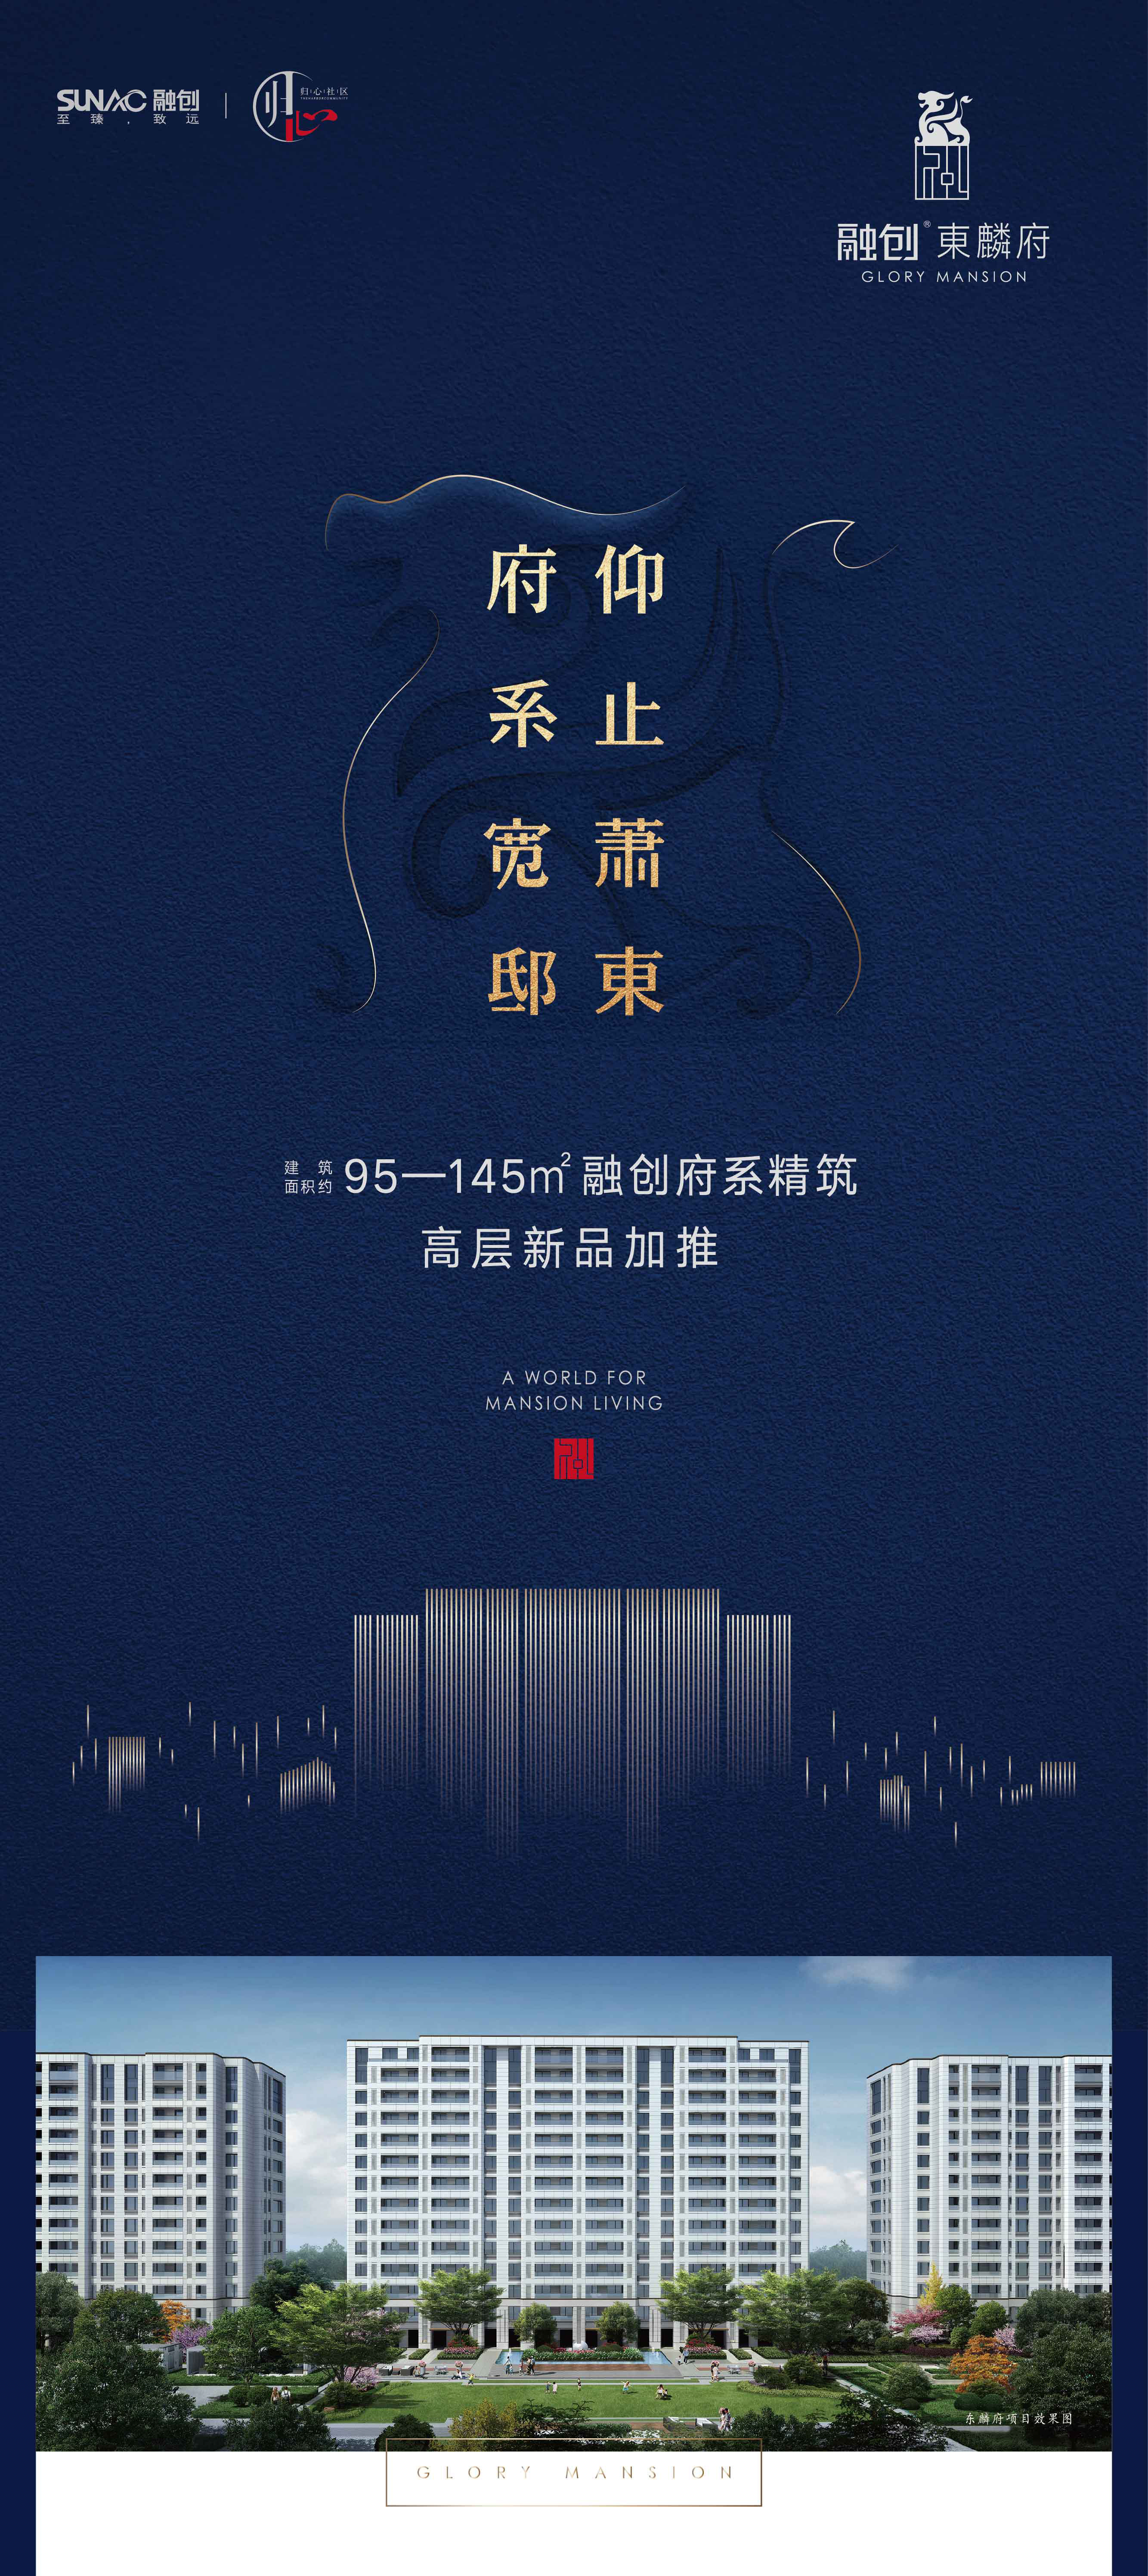 SUNAC 融创
至臻，致远
归心社区
融创® 東麟府
GLORY MANSION
仰止萧東
府系宽邸
建筑面积约 95—145㎡ 融创府系精筑
高层新品加推
A WORLD FOR
MANSION LIVING
东麟府项目效果图
GLORY MANSION